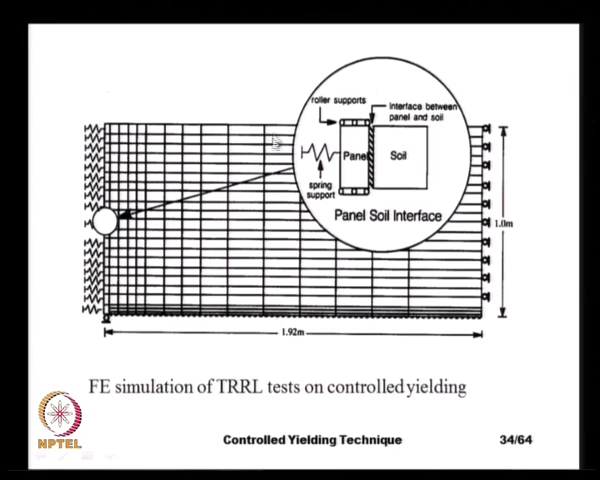 roller supports
Interface between
panel and soil
Panel
Soil
spring
support
Panel Soil Interface
1.0m
1.92m
FE simulation of TRRL tests on controlled yielding
NPTEL
Controlled Yielding Technique
34/64